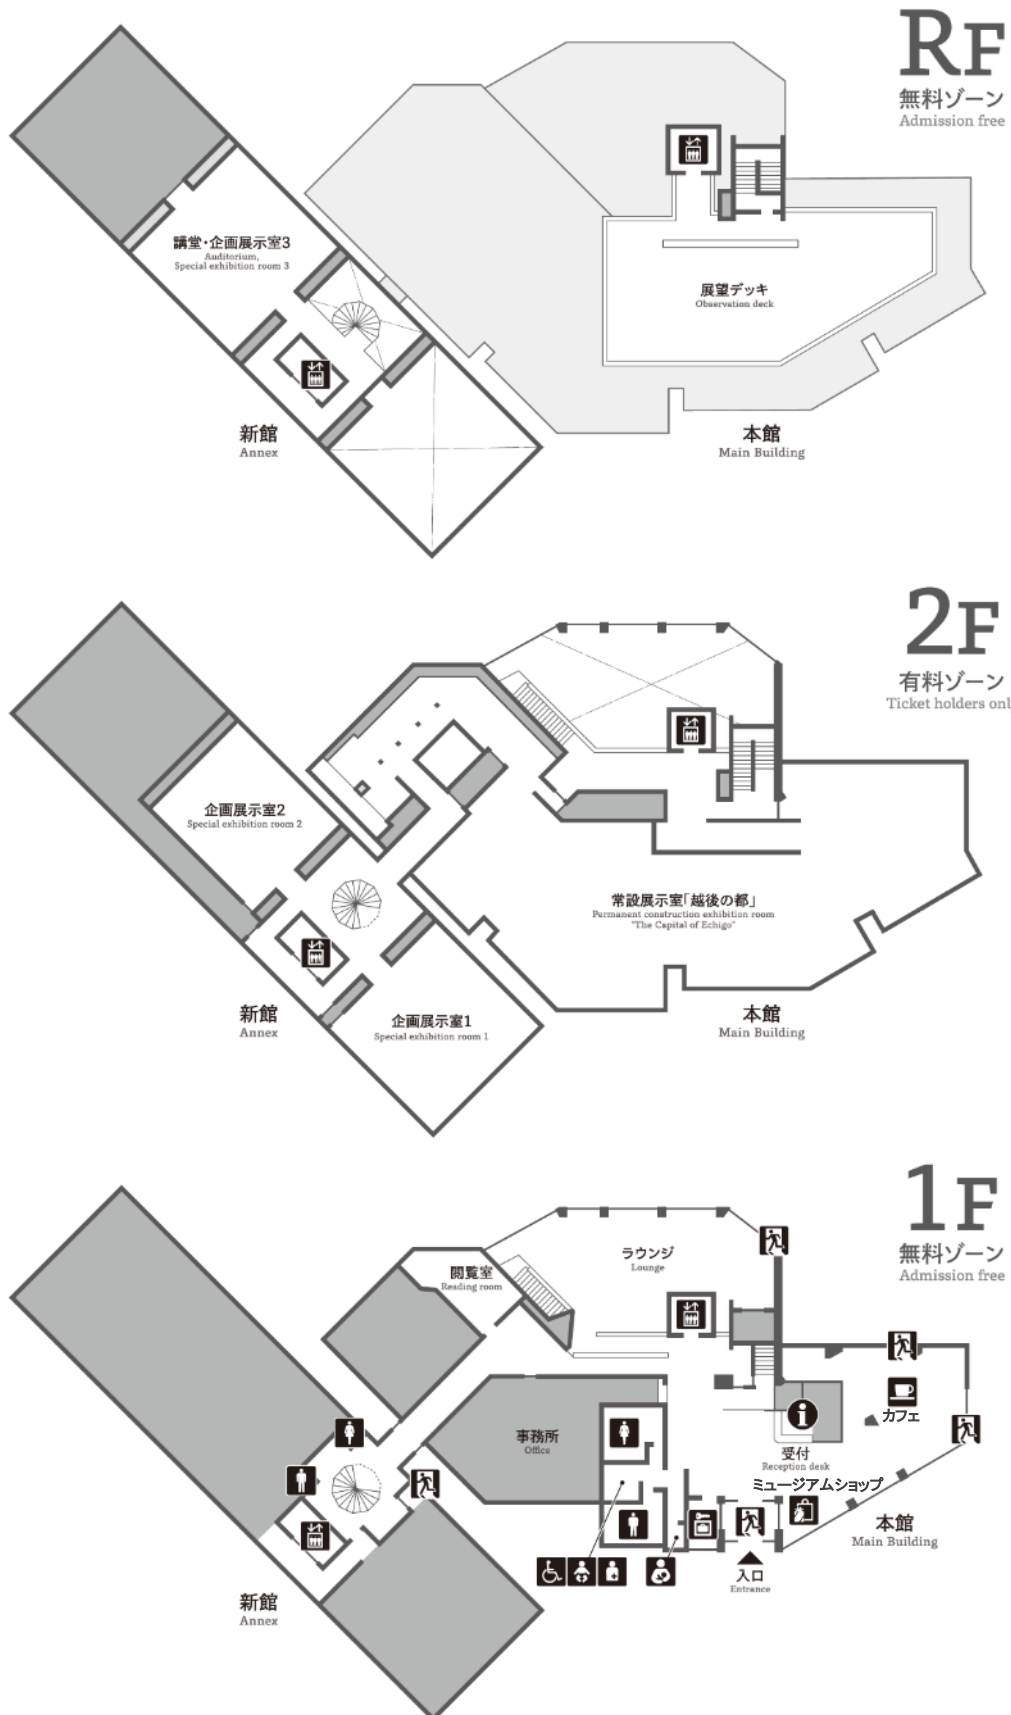 RF
無料ゾーン
Admission free
講堂・企画展示室3
Auditorium,
Special exhibition room 3
展望デッキ
Observation deck
新館
Annex
本館
Main Building
2F
有料ゾーン
Ticket holders onl
企画展示室2
Special exhibition room 2
常設展示室「越後の都」
Permanent construction exhibition room
"The Capital of Echigo"
企画展示室1
Special exhibition room 1
新館
Annex
本館
Main Building
1F
無料ゾーン
Admission free
ラウンジ
Lounge
閲覧室
Reading room
カフェ
事務所
Office
受付
Reception desk
ミュージアムショップ
本館
Main Building
入口
Entrance
新館
Annex